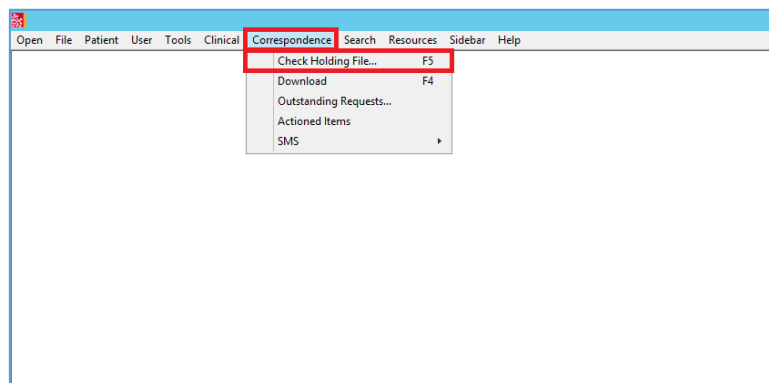 Open File Patient User Tools Clinical Correspondence Search Resources Sidebar Help
Check Holding File... F5
Download F4
Outstanding Requests...
Actioned Items
SMS